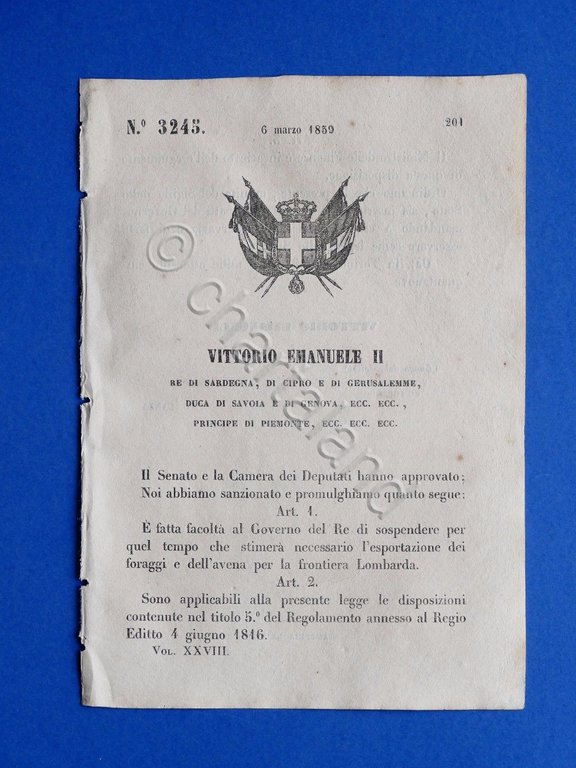 N.º 3245.
6 marzo 1859
201
VITTORIO EMANUELE II
RE DI SARDEGNA, DI CIPRO E DI GERUSALEMME,
DUCA DI SAVOIA E DI GENOVA, ECC. ECC.,
PRINCIPE DI PIEMONTE, ECC. ECC. ECC.
Il Senato e la Camera dei Deputati hanno approvato;
Noi abbiamo sanzionato e promulghiamo quanto segue:
Art. 1.
È fatta facoltà al Governo del Re di sospendere per
quel tempo che stimerà necessario l'esportazione dei
foraggi e dell'avena per la frontiera Lombarda.
Art. 2.
Sono applicabili alla presente legge le disposizioni
contenute nel titolo 5.º del Regolamento annesso al Regio
Editto 4 giugno 1816.
VOL. XXVIII.
© chartaland